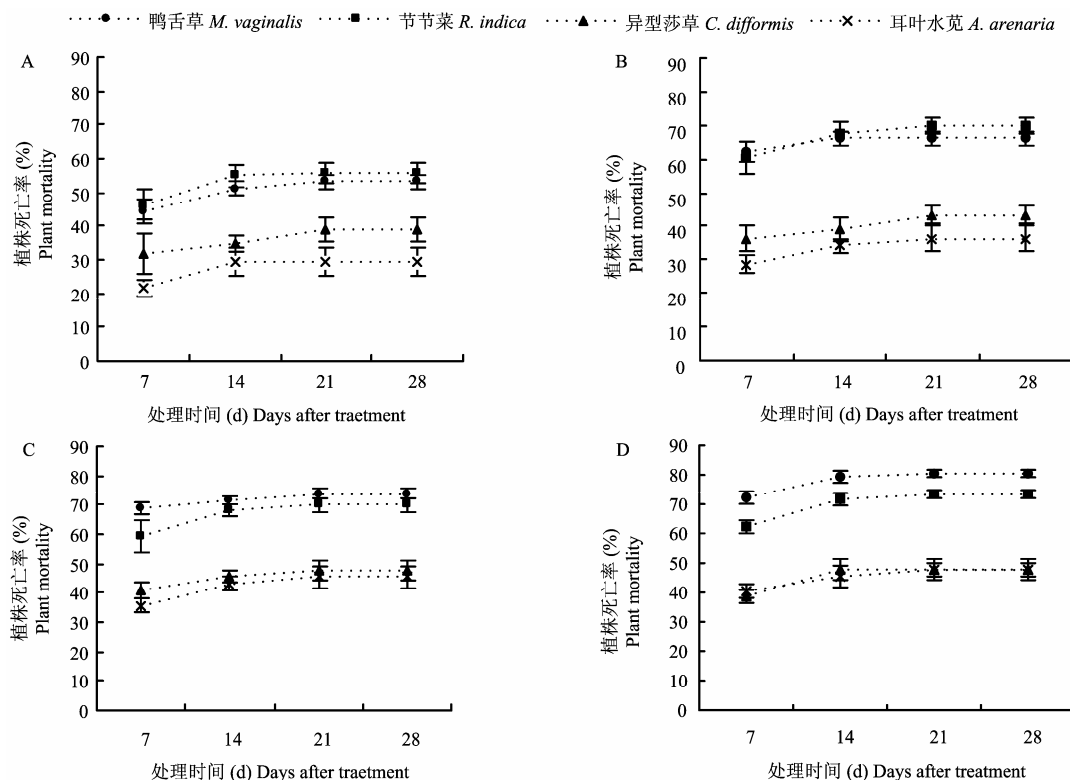 鸭舌草 M. vaginalis 节节菜 R. indica 异型莎草 C. difformis 耳叶水苋 A. arenaria
A
90
80
70
60
50
40
30
20
10
0
植株死亡率 (%)
Plant mortality
7 14 21 28
处理时间 (d) Days after traetment
B
90
80
70
60
50
40
30
20
10
0
植株死亡率 (%)
Plant mortality
7 14 21 28
处理时间 (d) Days after treatment
C
90
80
70
60
50
40
30
20
10
0
植株死亡率 (%)
Plant mortality
7 14 21 28
处理时间 (d) Days after traetment
D
90
80
70
60
50
40
30
20
10
0
植株死亡率 (%)
Plant mortality
7 14 21 28
处理时间 (d) Days after traetment